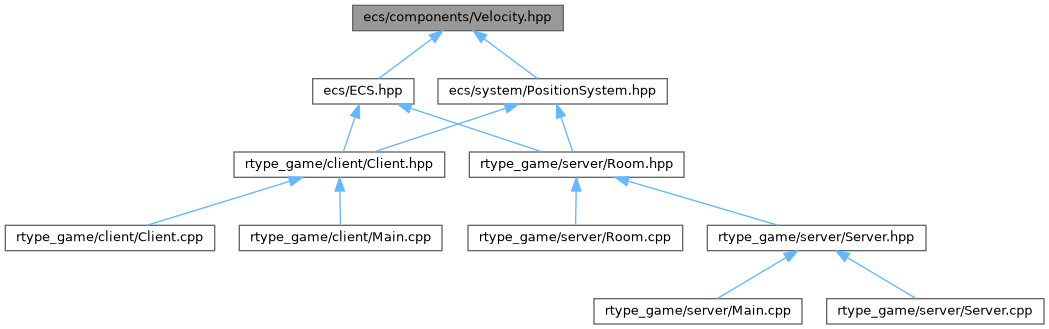 ecs/components/Velocity.hpp
ecs/ECS.hpp
ecs/system/PositionSystem.hpp
rtype_game/client/Client.hpp
rtype_game/server/Room.hpp
rtype_game/client/Client.cpp
rtype_game/client/Main.cpp
rtype_game/server/Room.cpp
rtype_game/server/Server.hpp
rtype_game/server/Main.cpp
rtype_game/server/Server.cpp